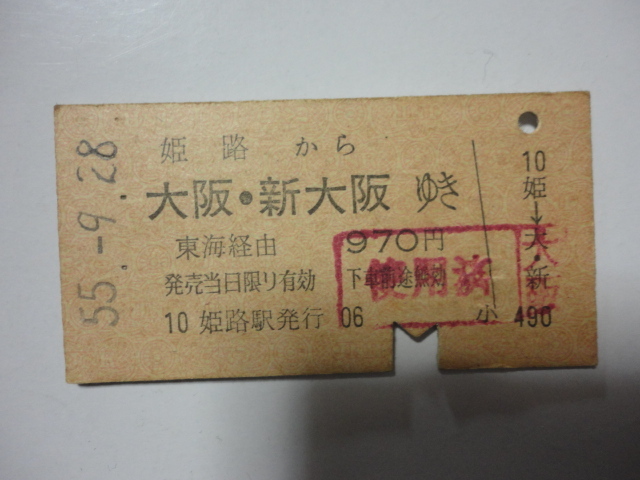 55.-9.28
姫路から
大阪・新大阪ゆき
東海経由 970円
発売当日限り有効 下車前途無効
10 姫路駅発行 06
使用済
10
姫→大・新
小 490